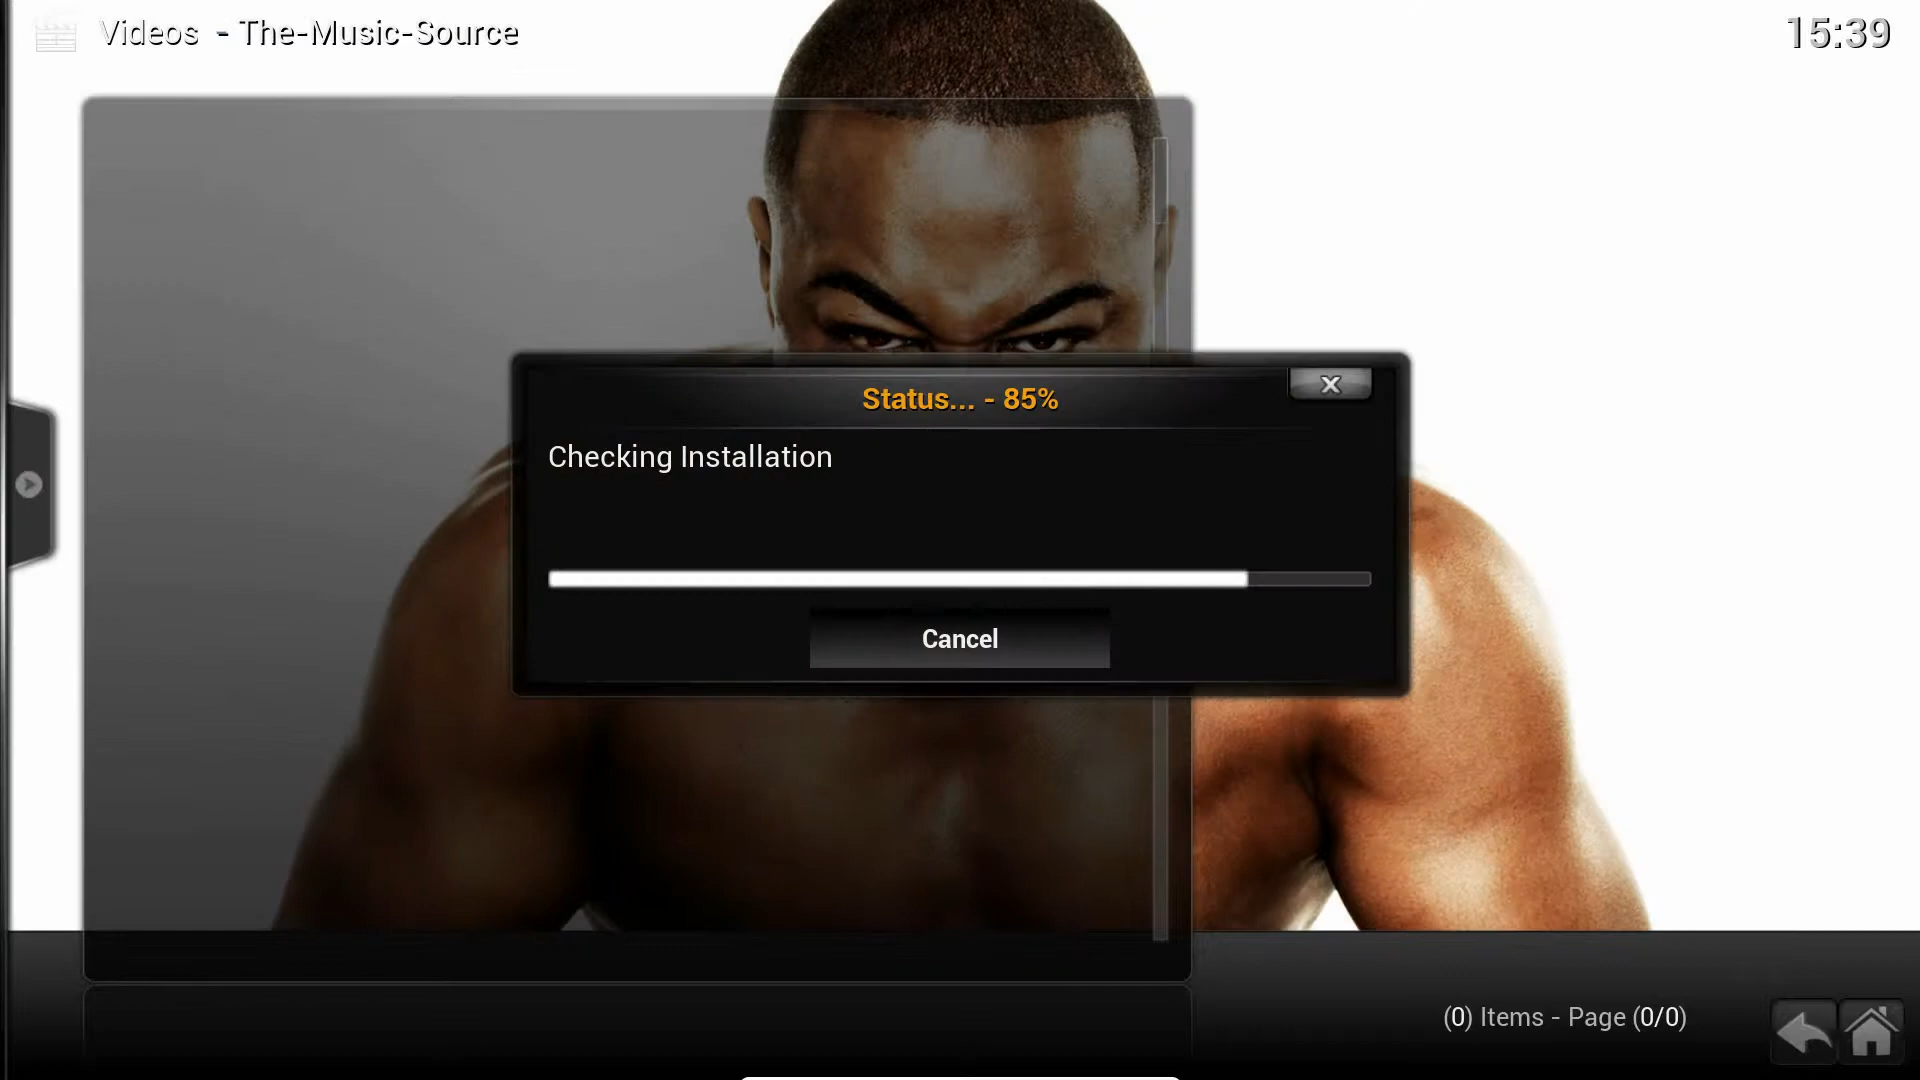 Videos - The-Music-Source
15:39
Status... - 85%
Checking Installation
Cancel
(0) Items - Page (0/0)